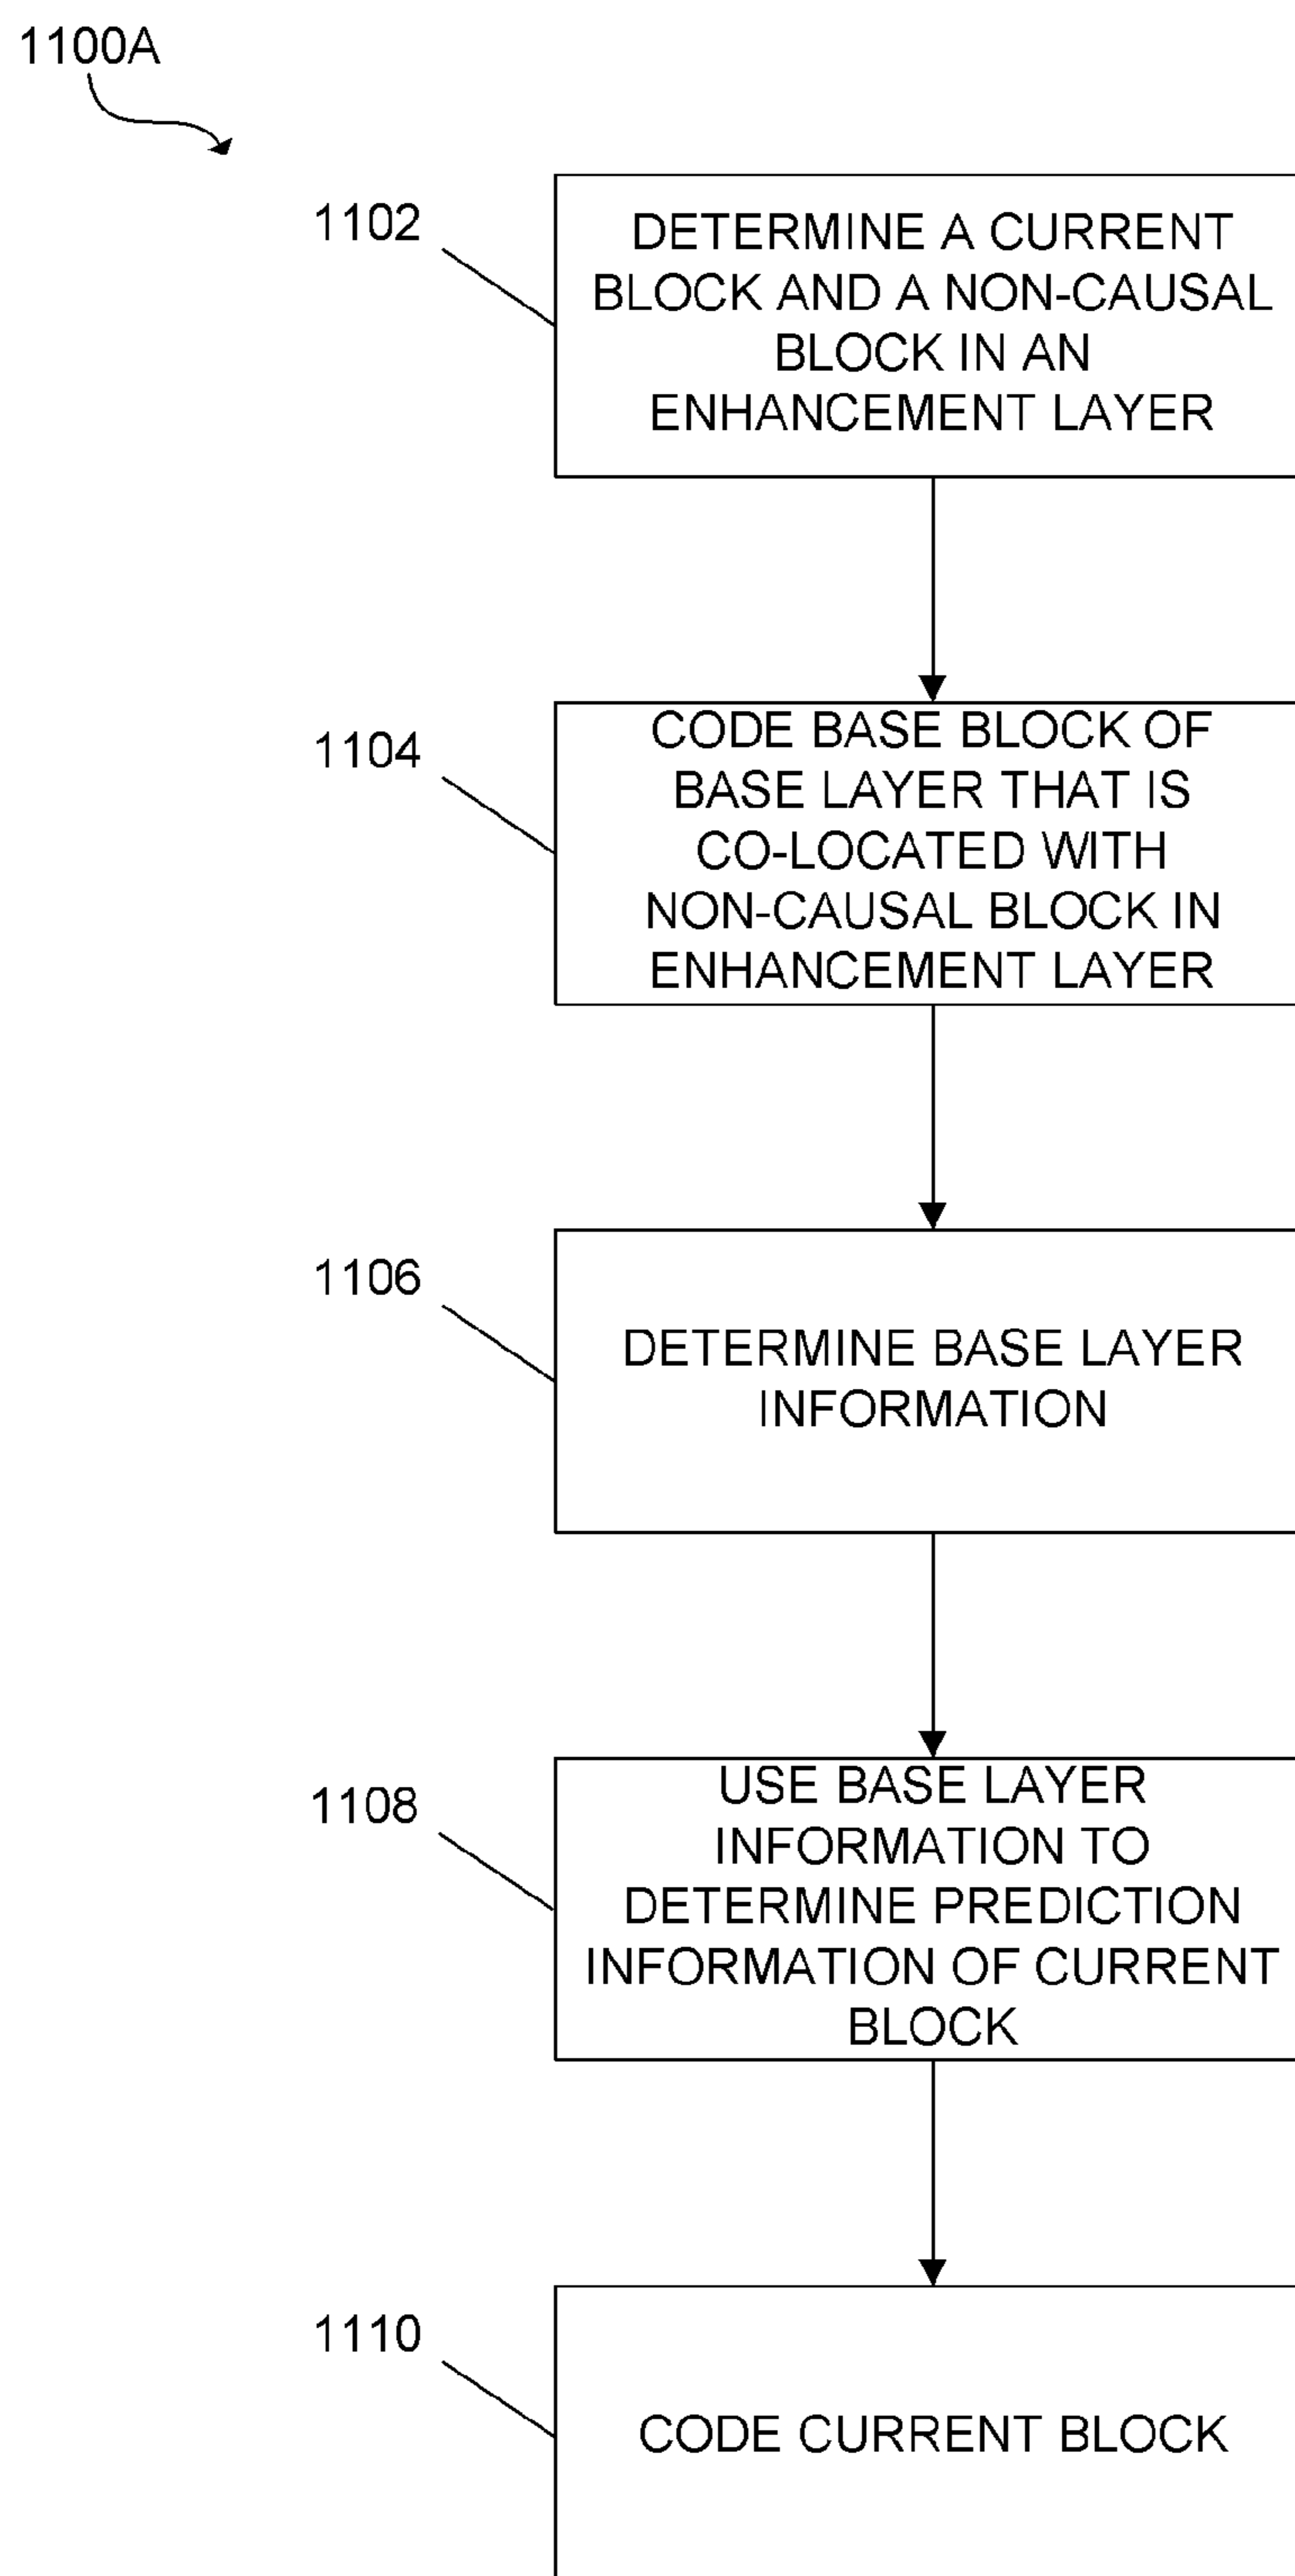 1100A
1102
DETERMINE A CURRENT
BLOCK AND A NON-CAUSAL
BLOCK IN AN
ENHANCEMENT LAYER
1104
CODE BASE BLOCK OF
BASE LAYER THAT IS
CO-LOCATED WITH
NON-CAUSAL BLOCK IN
ENHANCEMENT LAYER
1106
DETERMINE BASE LAYER
INFORMATION
1108
USE BASE LAYER
INFORMATION TO
DETERMINE PREDICTION
INFORMATION OF CURRENT
BLOCK
1110
CODE CURRENT BLOCK